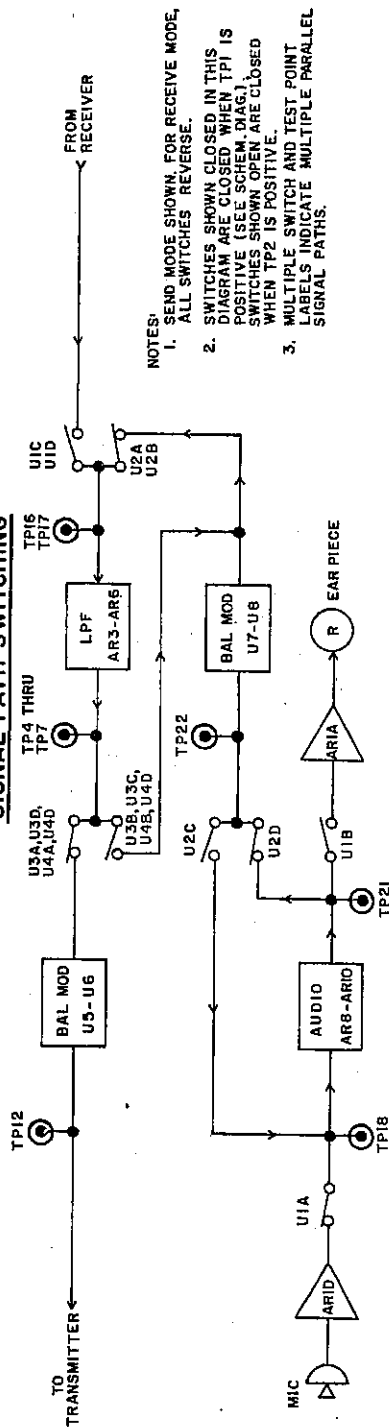 SIGNAL PATH SWITCHING
TO
TRANSMITTER
TP12
BAL MOD
U5-U6
U3A, U3D,
U4A, U4D
U3B, U3C,
U4B, U4D
TP4 THRU
TP7
LPF
AR3-AR6
TP16
TP17
U1C
U1D
U2A
U2B
FROM
RECEIVER
MIC
AR1D
U1A
TP18
AUDIO
AR8-AR10
TP21
U2C
U2D
TP22
BAL MOD
U7-U8
U1B
AR1A
R
EAR PIECE
NOTES:
1. SEND MODE SHOWN, FOR RECEIVE MODE,
ALL SWITCHES REVERSE.
2. SWITCHES SHOWN CLOSED IN THIS
DIAGRAM ARE CLOSED WHEN TP1 IS
POSITIVE (SEE SCHEM. DIAG.)
SWITCHES SHOWN OPEN ARE CLOSED
WHEN TP2 IS POSITIVE.
3. MULTIPLE SWITCH AND TEST POINT
LABELS INDICATE MULTIPLE PARALLEL
SIGNAL PATHS.